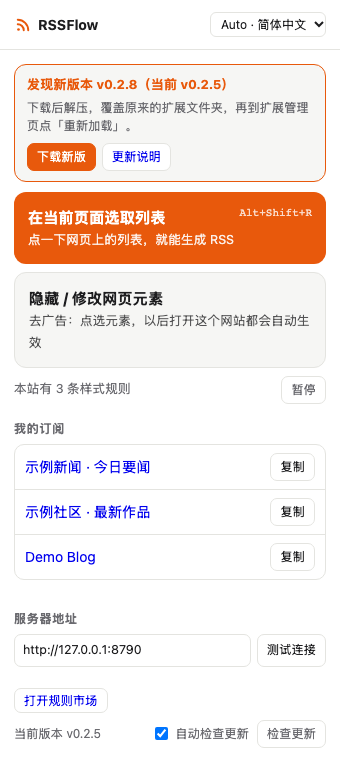 RSSFlow
Auto · 简体中文
发现新版本 v0.2.8（当前 v0.2.5）
下载后解压，覆盖原来的扩展文件夹，再到扩展管理
页点「重新加载」。
下载新版
更新说明
在当前页面选取列表
Alt+Shift+R
点一下网页上的列表，就能生成 RSS
隐藏 / 修改网页元素
去广告：点选元素，以后打开这个网站都会自动生
效
本站有 3 条样式规则
暂停
我的订阅
示例新闻 · 今日要闻
复制
示例社区 · 最新作品
复制
Demo Blog
复制
服务器地址
http://127.0.0.1:8790
测试连接
打开规则市场
当前版本 v0.2.5
自动检查更新
检查更新